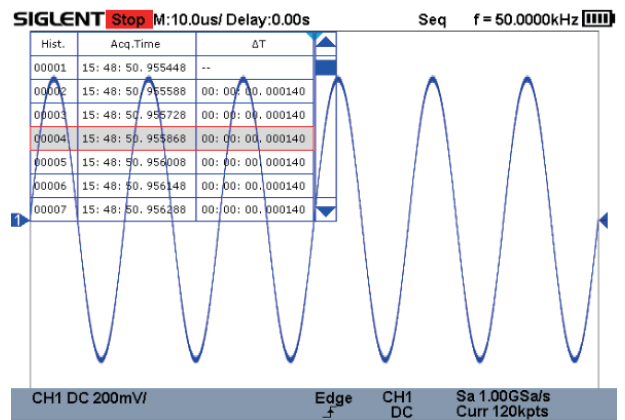 SIGLENT Stop M:10.0us/ Delay:0.00s Seq f = 50.0000kHz
Hist. Acq.Time ΔT
00001 15: 48: 50. 955448 --
00002 15: 48: 50. 955588 00: 00: 00. 000140
00003 15: 48: 50. 955728 00: 00: 00. 000140
00004 15: 48: 50. 955868 00: 00: 00. 000140
00005 15: 48: 50. 956008 00: 00: 00. 000140
00006 15: 48: 50. 956148 00: 00: 00. 000140
00007 15: 48: 50. 956288 00: 00: 00. 000140
1
CH1 DC 200mV/ Edge CH1 Sa 1.00GSa/s
DC Curr 120kpts